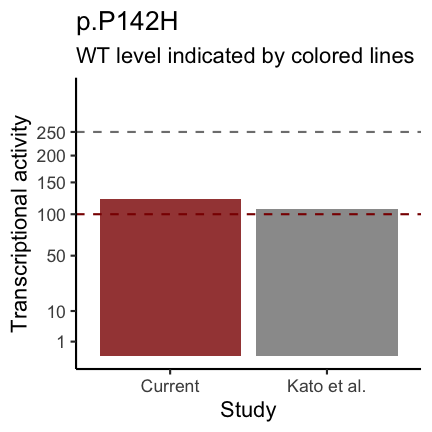 p.P142H
WT level indicated by colored lines
Transcriptional activity
250
200
150
100
50
10
1
Current
Kato et al.
Study